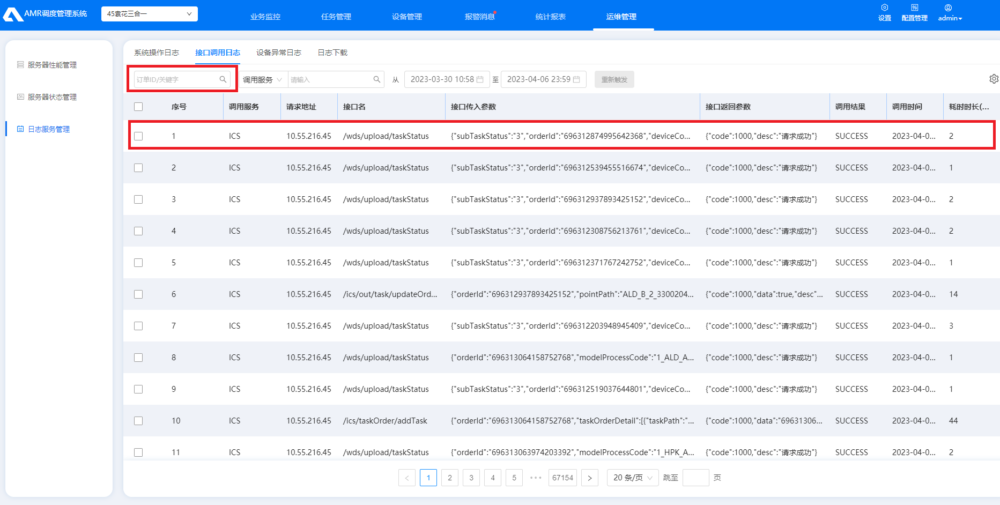 AMR调度管理系统
45袁花三合一
业务监控
任务管理
设备管理
报警消息
统计报表
运维管理
设置
配置管理
admin
服务器性能管理
服务器状态管理
日志服务管理
系统操作日志 接口调用日志 设备异常日志 日志下载
订单ID/关键字 调用服务 请输入 从 2023-03-30 10:58 至 2023-04-06 23:59 重新触发
序号 调用服务 请求地址 接口名 接口传入参数 接口返回参数 调用结果 调用时间 耗时时长(...
1 ICS 10.55.216.45 /wds/upload/taskStatus {"subTaskStatus":"3","orderId":"696312874995642368","deviceCo... {"code":1000,"desc":"请求成功"} SUCCESS 2023-04-0... 2
2 ICS 10.55.216.45 /wds/upload/taskStatus {"subTaskStatus":"3","orderId":"696312539455516674","deviceCo... {"code":1000,"desc":"请求成功"} SUCCESS 2023-04-0... 1
3 ICS 10.55.216.45 /wds/upload/taskStatus {"subTaskStatus":"3","orderId":"696312937893425152","deviceCo... {"code":1000,"desc":"请求成功"} SUCCESS 2023-04-0... 2
4 ICS 10.55.216.45 /wds/upload/taskStatus {"subTaskStatus":"3","orderId":"696312308756213761","deviceCo... {"code":1000,"desc":"请求成功"} SUCCESS 2023-04-0... 2
5 ICS 10.55.216.45 /wds/upload/taskStatus {"subTaskStatus":"3","orderId":"696312371767242752","deviceCo... {"code":1000,"desc":"请求成功"} SUCCESS 2023-04-0... 1
6 ICS 10.55.216.45 /ics/out/task/updateOrd... {"orderId":"696312937893425152","pointPath":"ALD_B_2_3300204... {"code":1000,"data":true,"desc"... SUCCESS 2023-04-0... 14
7 ICS 10.55.216.45 /wds/upload/taskStatus {"subTaskStatus":"3","orderId":"696312203948945409","deviceCo... {"code":1000,"desc":"请求成功"} SUCCESS 2023-04-0... 3
8 ICS 10.55.216.45 /wds/upload/taskStatus {"orderId":"696313064158752768","modelProcessCode":"1_ALD_A... {"code":1000,"desc":"请求成功"} SUCCESS 2023-04-0... 1
9 ICS 10.55.216.45 /wds/upload/taskStatus {"subTaskStatus":"3","orderId":"696312519037644801","deviceCo... {"code":1000,"desc":"请求成功"} SUCCESS 2023-04-0... 1
10 ICS 10.55.216.45 /ics/taskOrder/addTask {"orderId":"696313064158752768","taskOrderDetail":[{"taskPath":"... {"code":1000,"data":"69631306... SUCCESS 2023-04-0... 44
11 ICS 10.55.216.45 /wds/upload/taskStatus {"orderId":"696313063974203392","modelProcessCode":"1_HPK_A... {"code":1000,"desc":"请求成功"} SUCCESS 2023-04-0... 2
< 1 2 3 4 5 ••• 67154 > 20 条/页 跳至 页